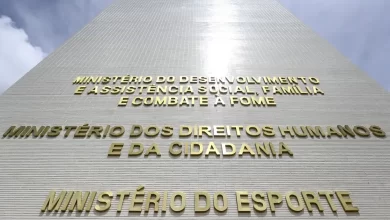 MINISTÉRIO DO DESENVOLVIMENTO
E ASSISTÊNCIA SOCIAL, FAMÍLIA
E COMBATE À FOME
MINISTÉRIO DOS DIREITOS HUMANOS
E DA CIDADANIA
MINISTÉRIO DO ESPORTE